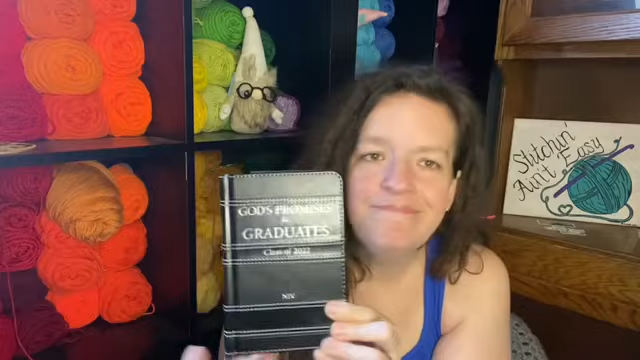 GOD'S PROMISES
for
GRADUATES
Class of 2022
NIV
Stitchin'
Ain't Easy